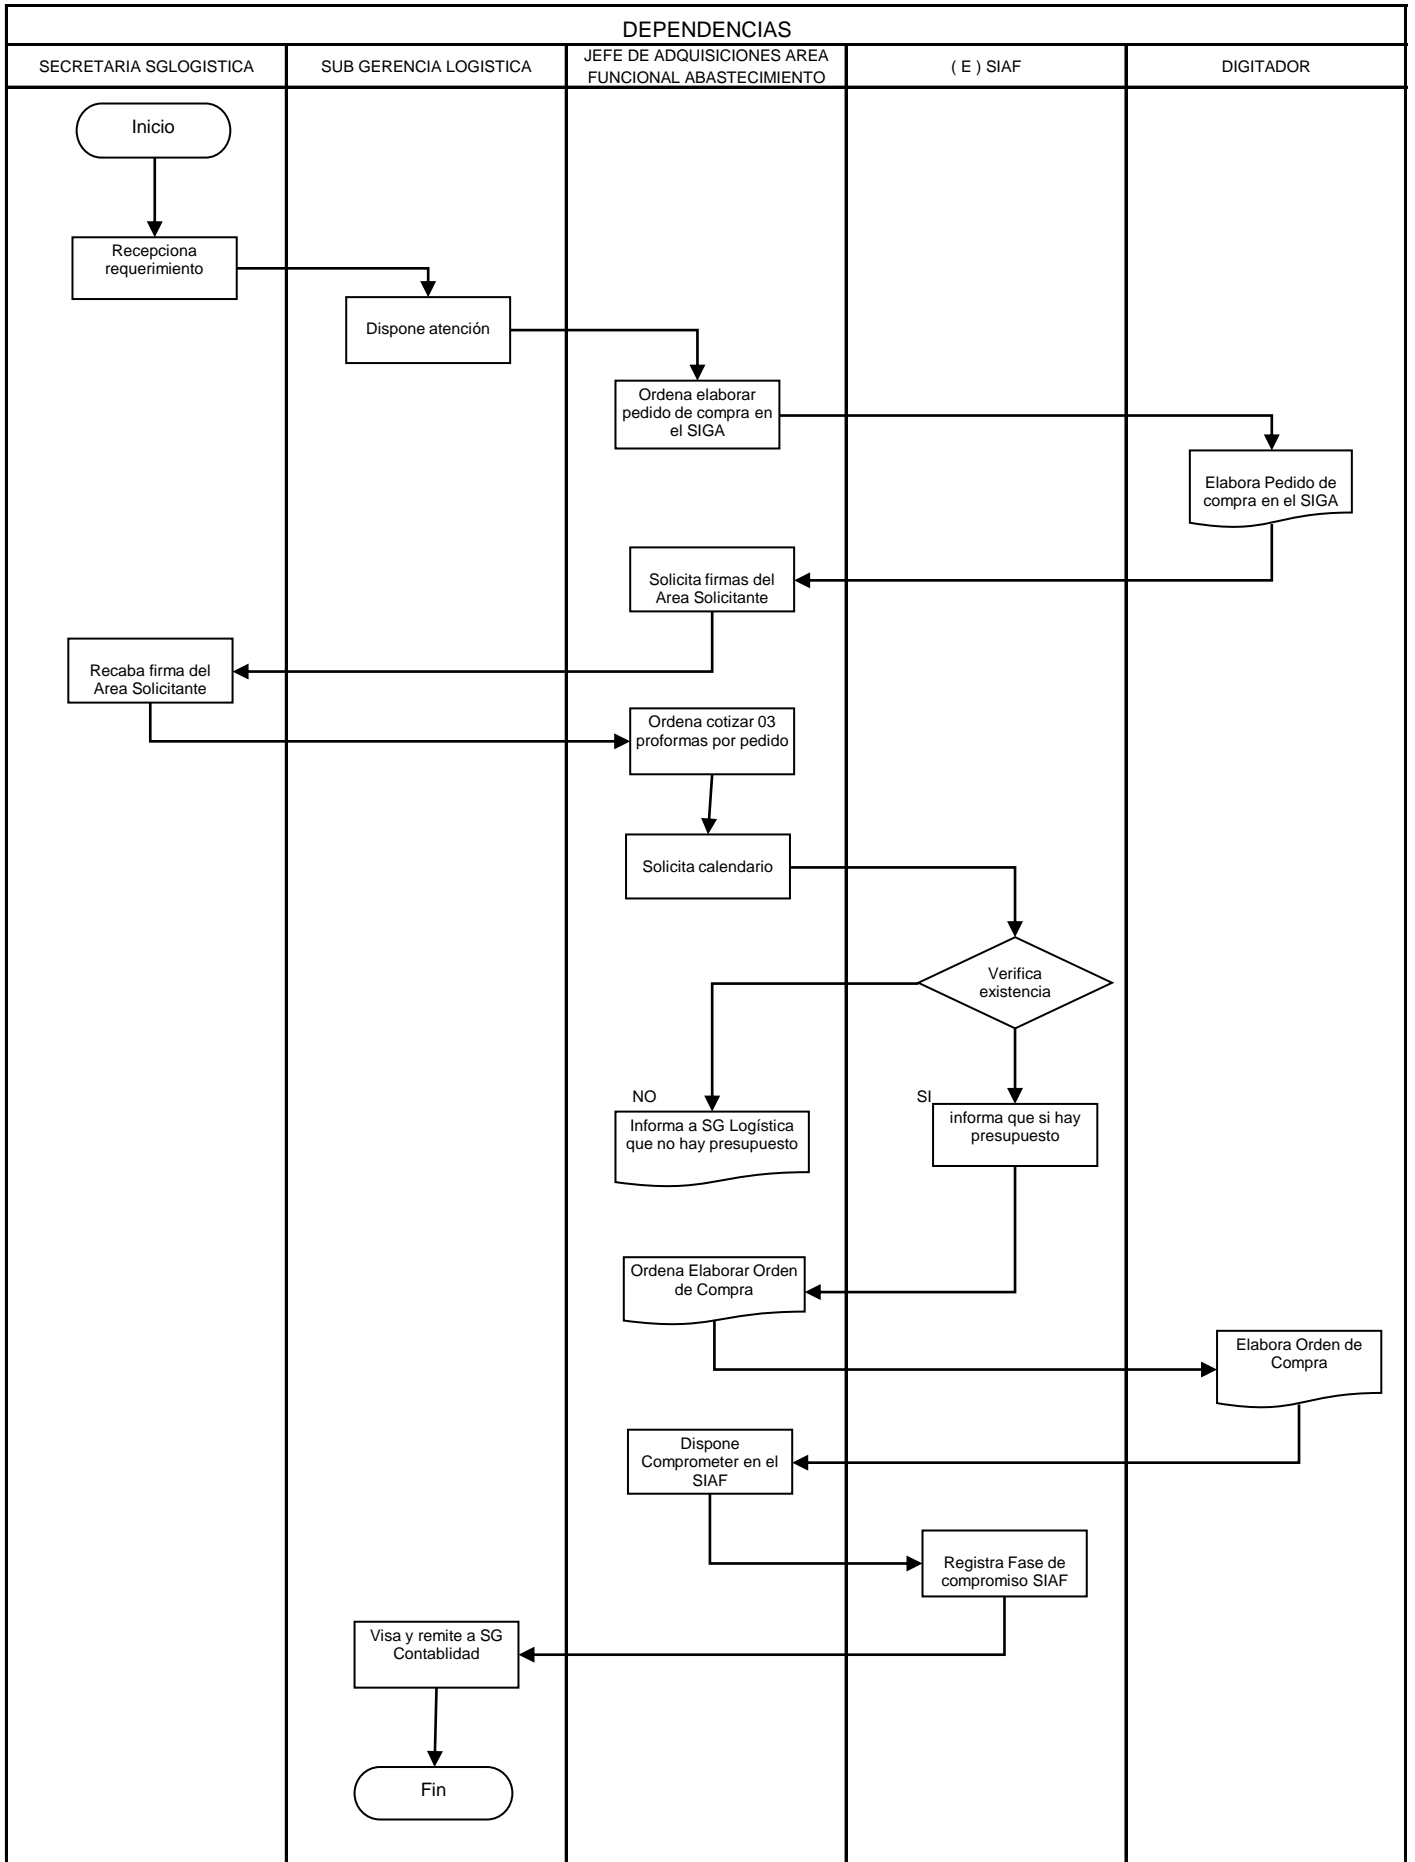 DEPENDENCIAS
SECRETARIA SGLOGISTICA
SUB GERENCIA LOGISTICA
JEFE DE ADQUISICIONES AREA
FUNCIONAL ABASTECIMIENTO
( E ) SIAF
DIGITADOR
Inicio
Recepciona
requerimiento
Dispone atención
Ordena elaborar
pedido de compra en
el SIGA
Elabora Pedido de
compra en el SIGA
Solicita firmas del
Area Solicitante
Recaba firma del
Area Solicitante
Ordena cotizar 03
proformas por pedido
Solicita calendario
Verifica
existencia
NO
Informa a SG Logística
que no hay presupuesto
SI
informa que si hay
presupuesto
Ordena Elaborar Orden
de Compra
Elabora Orden de
Compra
Dispone
Comprometer en el
SIAF
Registra Fase de
compromiso SIAF
Visa y remite a SG
Contablidad
Fin